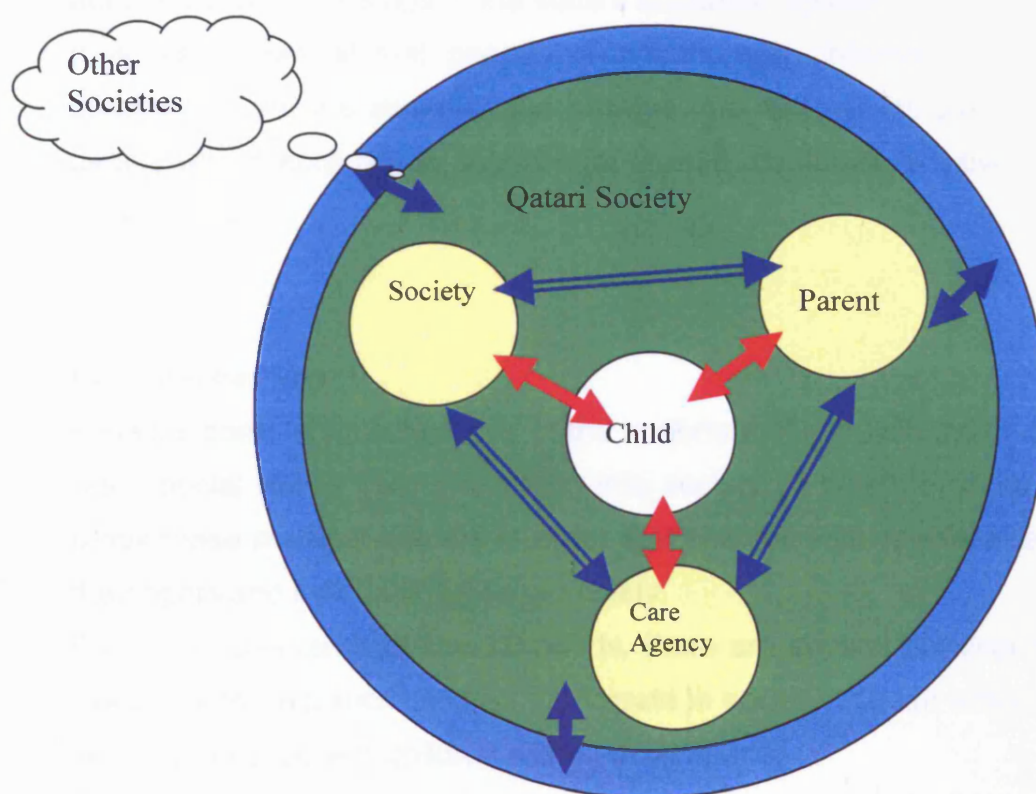 Other
Societies
Qatari Society
Society
Parent
Child
Care
Agency